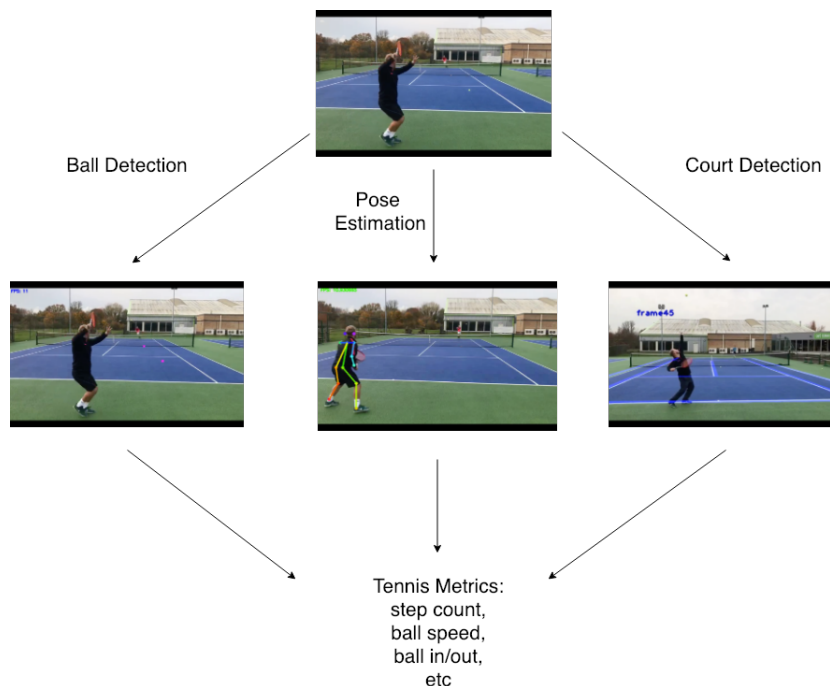 Ball Detection
Pose
Estimation
Court Detection
frame45
Tennis Metrics:
step count,
ball speed,
ball in/out,
etc